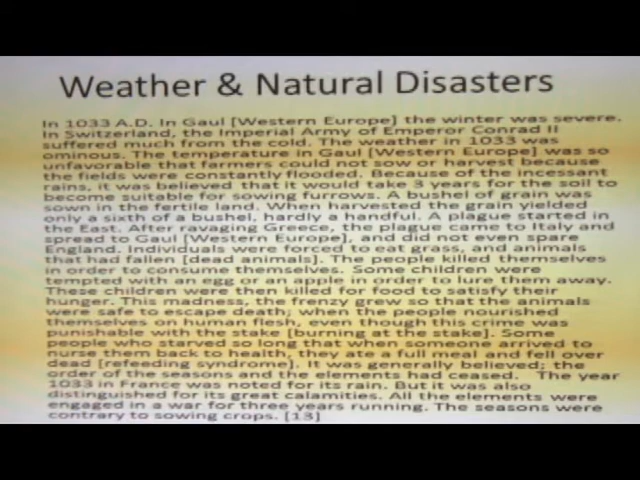 Weather & Natural Disasters
In 1033 A.D. In Gaul [Western Europe] the winter was severe.
In Switzerland, the Imperial Army of Emperor Conrad II
suffered much from the cold. The weather in 1033 was
ominous. The temperature in Gaul [Western Europe] was so
unfavorable that farmers could not sow or harvest because
the fields were constantly flooded. Because of the incessant
rains, it was believed that it would take 3 years for the soil to
become suitable for sowing furrows. A bushel of grain was
sown in the fertile land. When harvested the grain yielded
only a sixth of a bushel, hardly a handful. A plague started in
the East. After ravaging Greece, the plague came to Italy and
spread to Gaul [Western Europe], and did not even spare
England. Individuals were forced to eat grass, and animals
that had fallen [dead animals]. The people killed themselves
in order to consume themselves. Some children were
tempted with an egg or an apple in order to lure them away.
These children were then killed for food to satisfy their
hunger. This madness, the frenzy grew so that the animals
were safe to escape death; when the people nourished
themselves on human flesh, even though this crime was
punishable with the stake [burning at the stake]. Some
people who starved so long that when someone arrived to
nurse them back to health, they ate a full meal and fell over
dead [refeeding syndrome]. It was generally believed; the
order of the seasons and the elements had ceased. The year
1033 in France was noted for its rain. But it was also
distinguished for its great calamities. All the elements were
engaged in a war for three years running. The seasons were
contrary to sowing crops. [13]